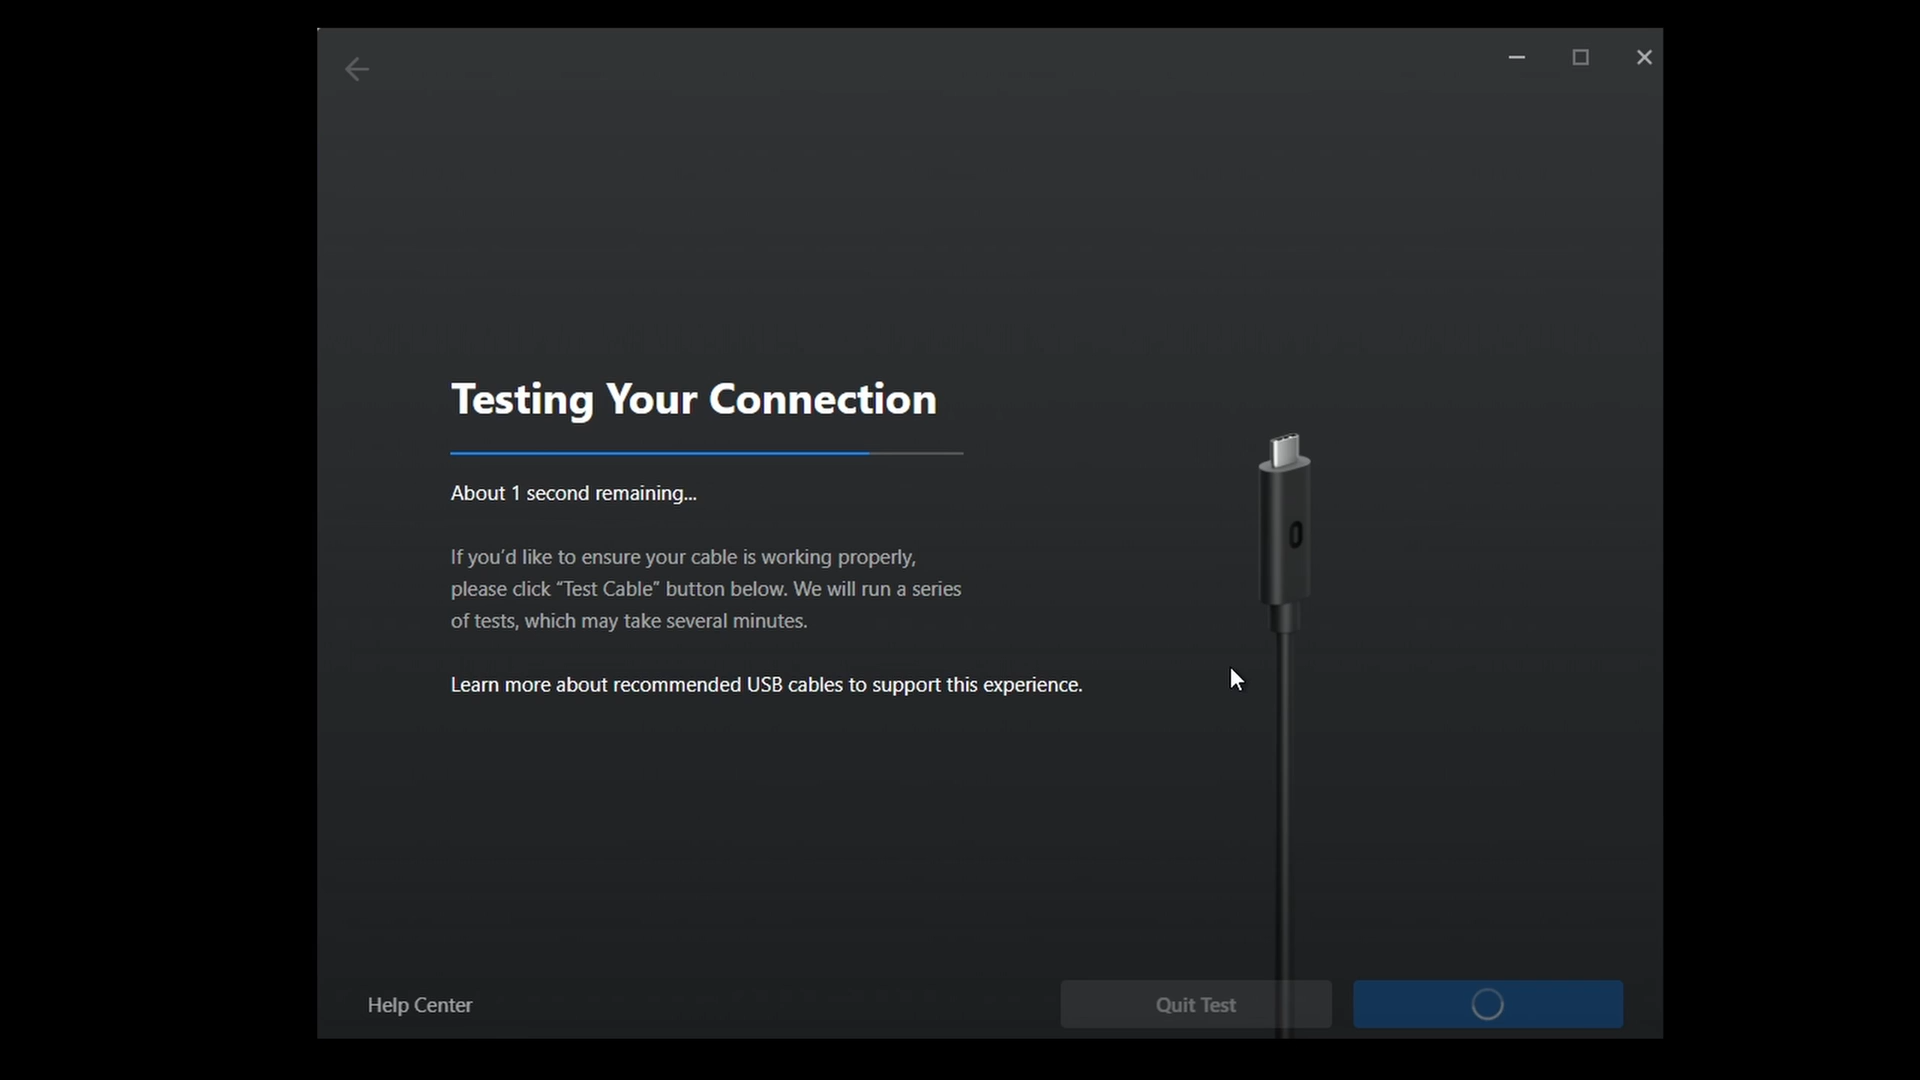 Testing Your Connection
About 1 second remaining...
If you’d like to ensure your cable is working properly,
please click “Test Cable” button below. We will run a series
of tests, which may take several minutes.
Learn more about recommended USB cables to support this experience.
Help Center
Quit Test